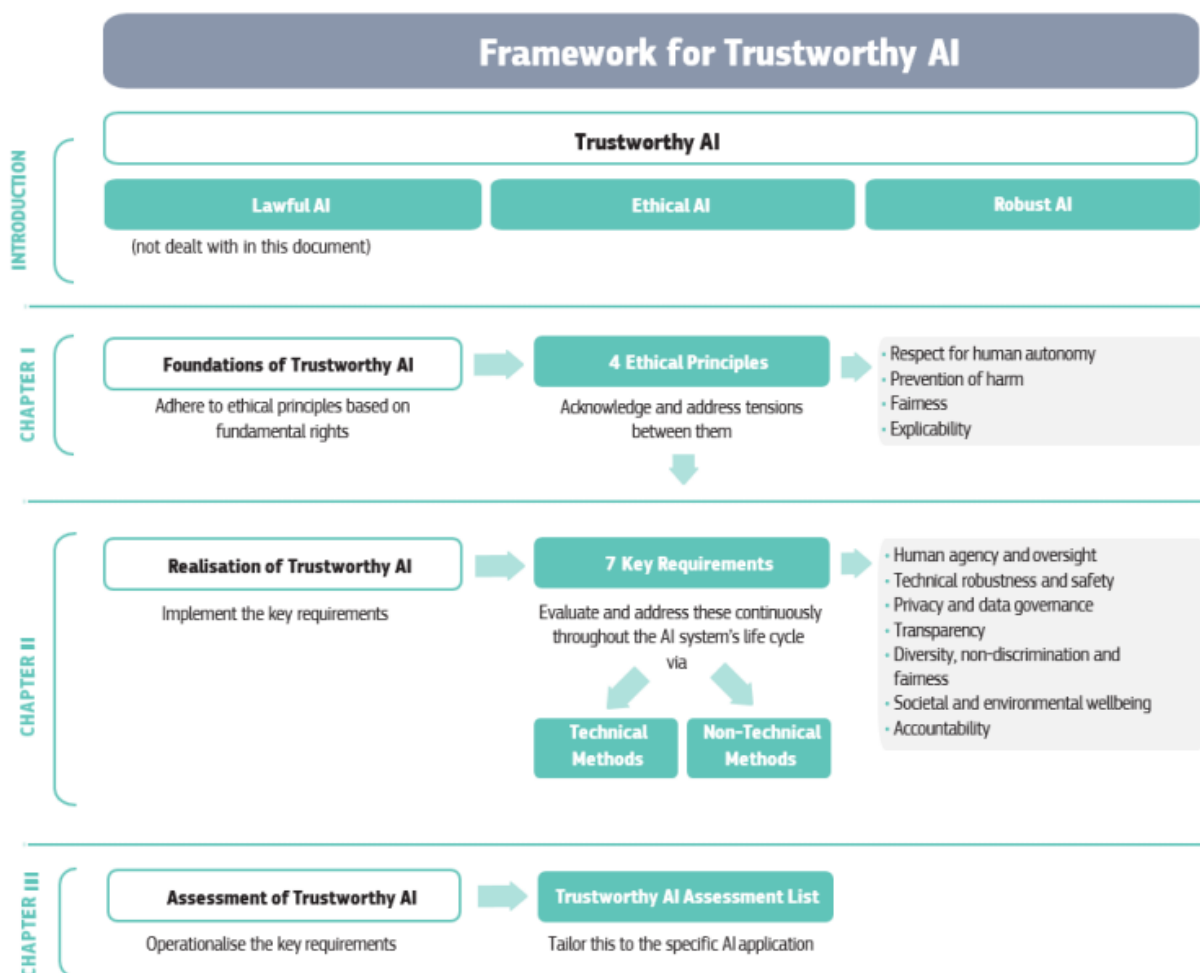 Framework for Trustworthy AI
INTRODUCTION
Trustworthy AI
Lawful AI
Ethical AI
Robust AI
(not dealt with in this document)
CHAPTER I
Foundations of Trustworthy AI
Adhere to ethical principles based on
fundamental rights
4 Ethical Principles
Acknowledge and address tensions
between them
• Respect for human autonomy
• Prevention of harm
• Fairness
• Explicability
CHAPTER II
Realisation of Trustworthy AI
Implement the key requirements
7 Key Requirements
Evaluate and address these continuously
throughout the AI system's life cycle
via
Technical
Methods
Non-Technical
Methods
• Human agency and oversight
• Technical robustness and safety
• Privacy and data governance
• Transparency
• Diversity, non-discrimination and
fairness
• Societal and environmental wellbeing
• Accountability
CHAPTER III
Assessment of Trustworthy AI
Operationalise the key requirements
Trustworthy AI Assessment List
Tailor this to the specific AI application